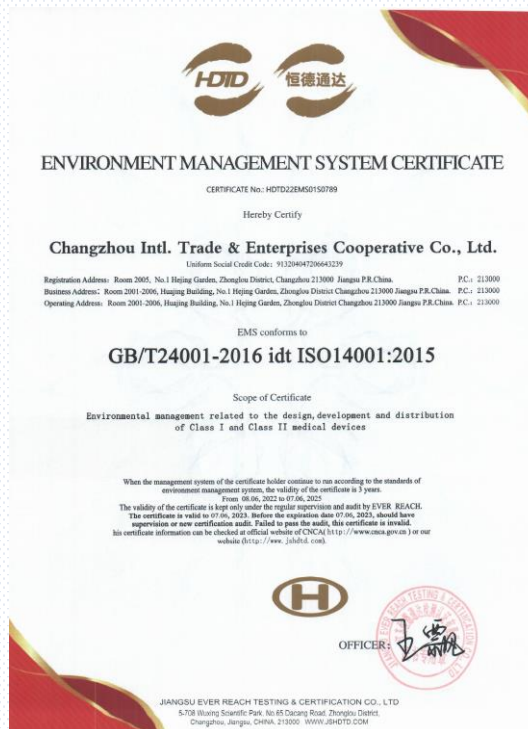 HDTD 恒德通达
ENVIRONMENT MANAGEMENT SYSTEM CERTIFICATE
CERTIFICATE No.: HDTD22EMS01S0789
Hereby Certify
Changzhou Intl. Trade & Enterprises Cooperative Co., Ltd.
Uniform Social Credit Code: 913204047206643239
Registration Address: Room 2005, No.1 Hejing Garden, Zhonglou District, Changzhou 213000 Jiangsu P.R.China. P.C.: 213000
Business Address: Room 2001-2006, Huajing Building, No.1 Hejing Garden, Zhonglou District Changzhou 213000 Jiangsu P.R.China. P.C.: 213000
Operating Address: Room 2001-2006, Huajing Building, No.1 Hejing Garden, Zhonglou District Changzhou 213000 Jiangsu P.R.China. P.C.: 213000
EMS conforms to
GB/T24001-2016 idt ISO14001:2015
Scope of Certificate
Environmental management related to the design, development and distribution
of Class I and Class II medical devices
When the management system of the certificate holder continue to run according to the standards of
environment management system, the validity of the certificate is 3 years.
From 08.06, 2022 to 07.06, 2025
The validity of the certificate is kept only under the regular supervision and audit by EVER REACH.
The certificate is valid to 07.06, 2023. Before the expiration date 07.06, 2023, should have
supervision or new certification audit. Failed to pass the audit, this certificate is invalid.
his certificate information can be checked at official website of CNCA( http://www.cnca.gov.cn ) or our
website (http://www.jshdtd.com).
H
OFFICER:
JIANGSU EVER REACH TESTING & CERTIFICATION CO., LTD
JIANGSU EVER REACH TESTING & CERTIFICATION CO., LTD
5-708 Wuxing Scientific Park, No.65 Dacang Road, Zhonglou District,
Changzhou, Jiangsu, CHINA. 213000 WWW.JSHDTD.COM